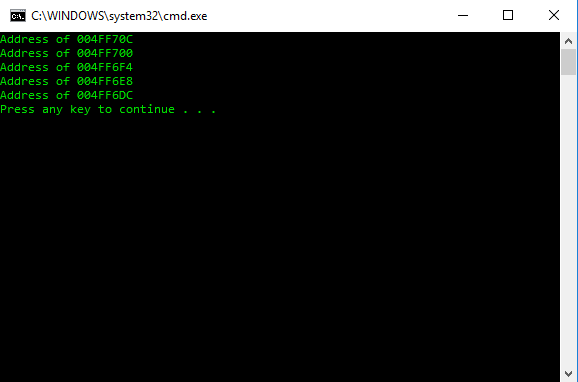 C:\WINDOWS\system32\cmd.exe
Address of 004FF70C
Address of 004FF700
Address of 004FF6F4
Address of 004FF6E8
Address of 004FF6DC
Press any key to continue . . .